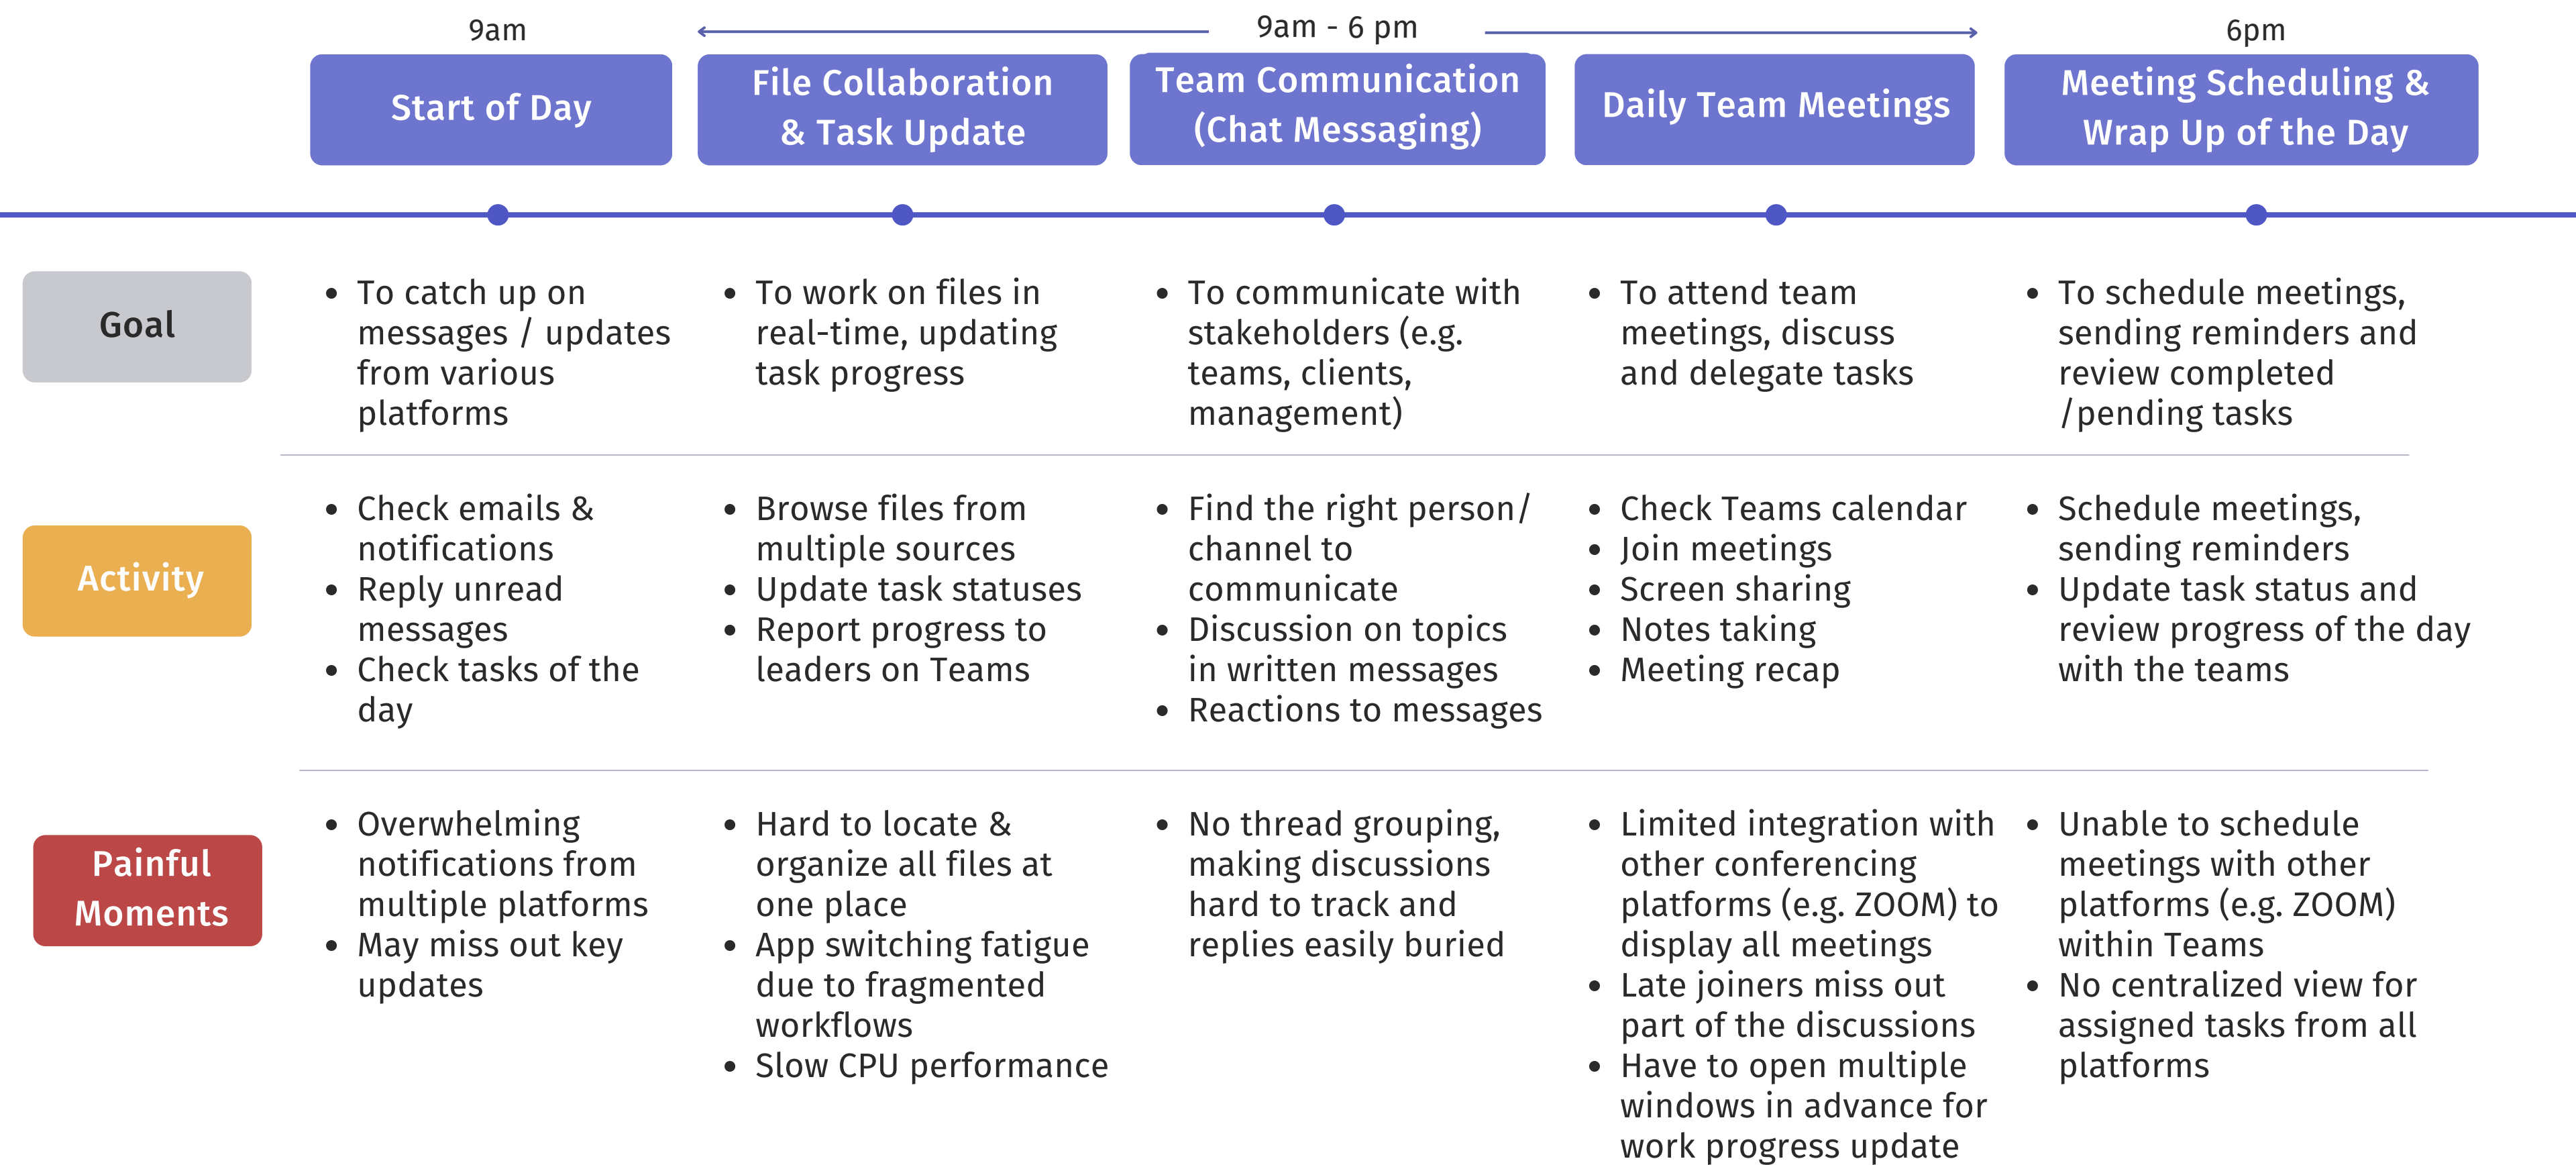 9am
9am - 6 pm
6pm
Start of Day
File Collaboration
& Task Update
Team Communication
(Chat Messaging)
Daily Team Meetings
Meeting Scheduling &
Wrap Up of the Day
Goal
• To catch up on
messages / updates
from various
platforms
• To work on files in
real-time, updating
task progress
• To communicate with
stakeholders (e.g.
teams, clients,
management)
• To attend team
meetings, discuss
and delegate tasks
• To schedule meetings,
sending reminders and
review completed
/pending tasks
Activity
• Check emails &
notifications
• Reply unread
messages
• Check tasks of the
day
• Browse files from
multiple sources
• Update task statuses
• Report progress to
leaders on Teams
• Find the right person/
channel to
communicate
• Discussion on topics
in written messages
• Reactions to messages
• Check Teams calendar
• Join meetings
• Screen sharing
• Notes taking
• Meeting recap
• Schedule meetings,
sending reminders
• Update task status and
review progress of the day
with the teams
Painful
Moments
• Overwhelming
notifications from
multiple platforms
• May miss out key
updates
• Hard to locate &
organize all files at
one place
• App switching fatigue
due to fragmented
workflows
• Slow CPU performance
• No thread grouping,
making discussions
hard to track and
replies easily buried
• Limited integration with
other conferencing
platforms (e.g. ZOOM) to
display all meetings
• Late joiners miss out
part of the discussions
• Have to open multiple
windows in advance for
work progress update
• Unable to schedule
meetings with other
platforms (e.g. ZOOM)
within Teams
• No centralized view for
assigned tasks from all
platforms